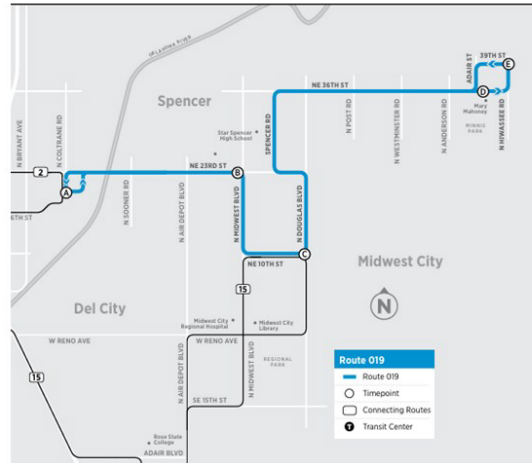 OKLAHOMA RIVER
39TH ST
E
ADAIR ST
NE 36TH ST
D
Mary
Mahoney
MINNIS
PARK
N HIWASSEE RD
N ANDERSON RD
N WESTMINSTER RD
N POST RD
SPENCER RD
Spencer
Star Spencer
High School
N BRYANT AVE
N COLTRANE RD
2
NE 23RD ST
B
A
6TH ST
N SOONER RD
N AIR DEPOT BLVD
N MIDWEST BLVD
N DOUGLAS BLVD
C
NE 10TH ST
Midwest City
N
15
Del City
Midwest City
Regional Hospital
Midwest City
Library
W RENO AVE
W RENO AVE
REGIONAL
PARK
N AIR DEPOT BLVD
N MIDWEST BLVD
15
SE 15TH ST
Rose State
College
ADAIR BLVD
Route 019
Route 019
Timepoint
Connecting Routes
T
Transit Center